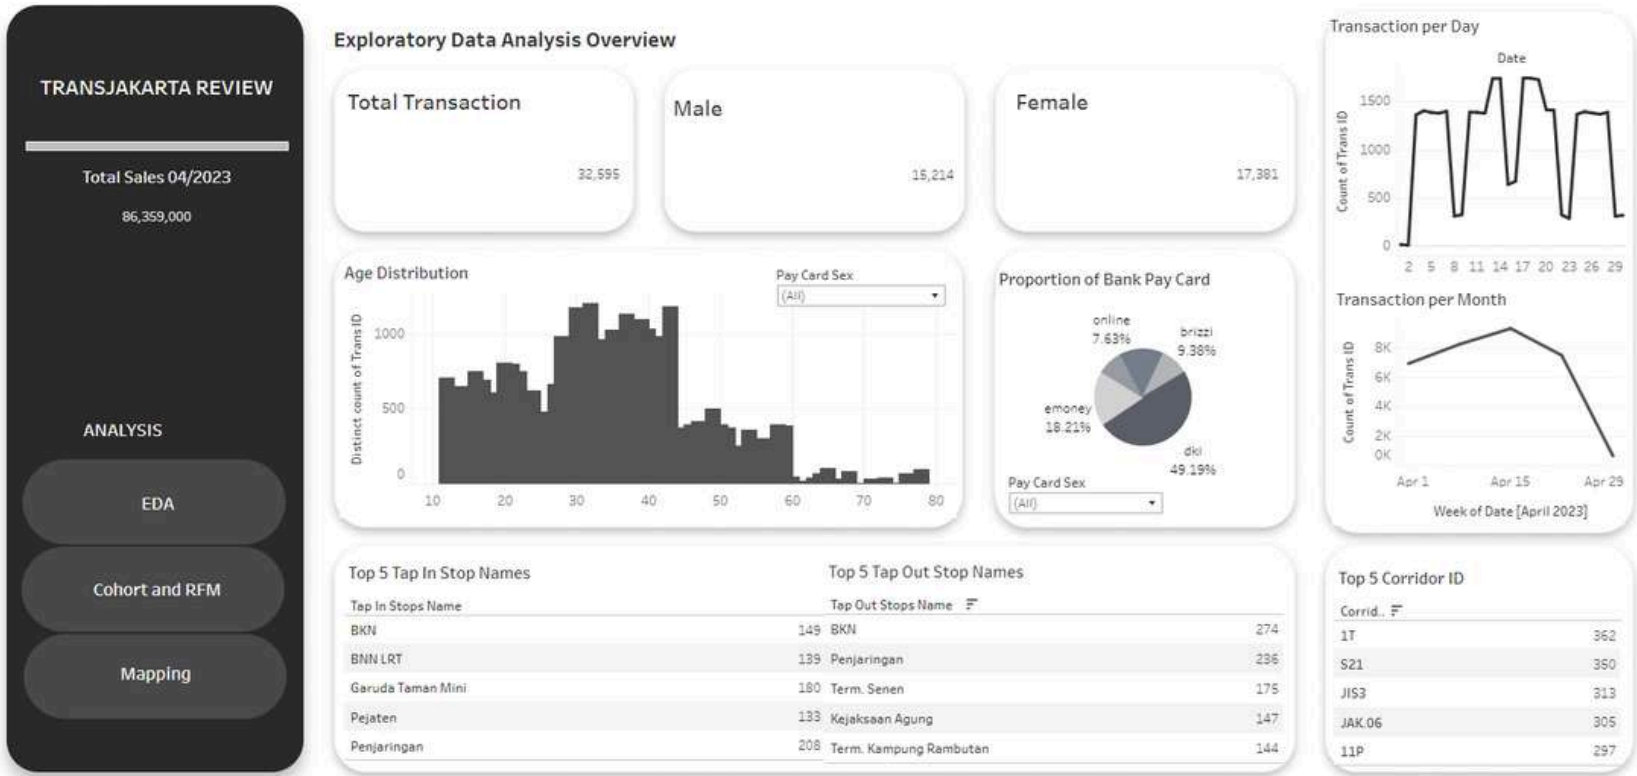 TRANSJAKARTA REVIEW
Total Sales 04/2023
86,359,000
ANALYSIS
EDA
Cohort and RFM
Mapping
Exploratory Data Analysis Overview
Total Transaction
32,595
Male
15,214
Female
17,381
Age Distribution
Pay Card Sex
(All)
Distinct count of Trans ID
1000
500
0
10 20 30 40 50 60 70 80
Proportion of Bank Pay Card
online
7.63%
brizzi
9.38%
emoney
18.21%
dki
49.19%
Pay Card Sex
(All)
Transaction per Day
Date
Count of Trans ID
1500
1000
500
0
2 5 8 11 14 17 20 23 26 29
Transaction per Month
Count of Trans ID
8K
6K
4K
2K
0K
Apr 1 Apr 15 Apr 29
Week of Date [April 2023]
Top 5 Tap In Stop Names
Tap In Stops Name
BKN 149
BNN LRT 139
Garuda Taman Mini 180
Pejaten 133
Penjaringan 208
Top 5 Tap Out Stop Names
Tap Out Stops Name
BKN 274
Penjaringan 236
Term. Senen 175
Kejaksaan Agung 147
Term. Kampung Rambutan 144
Top 5 Corridor ID
Corrid..
1T 362
S21 350
JIS3 313
JAK.06 305
11P 297